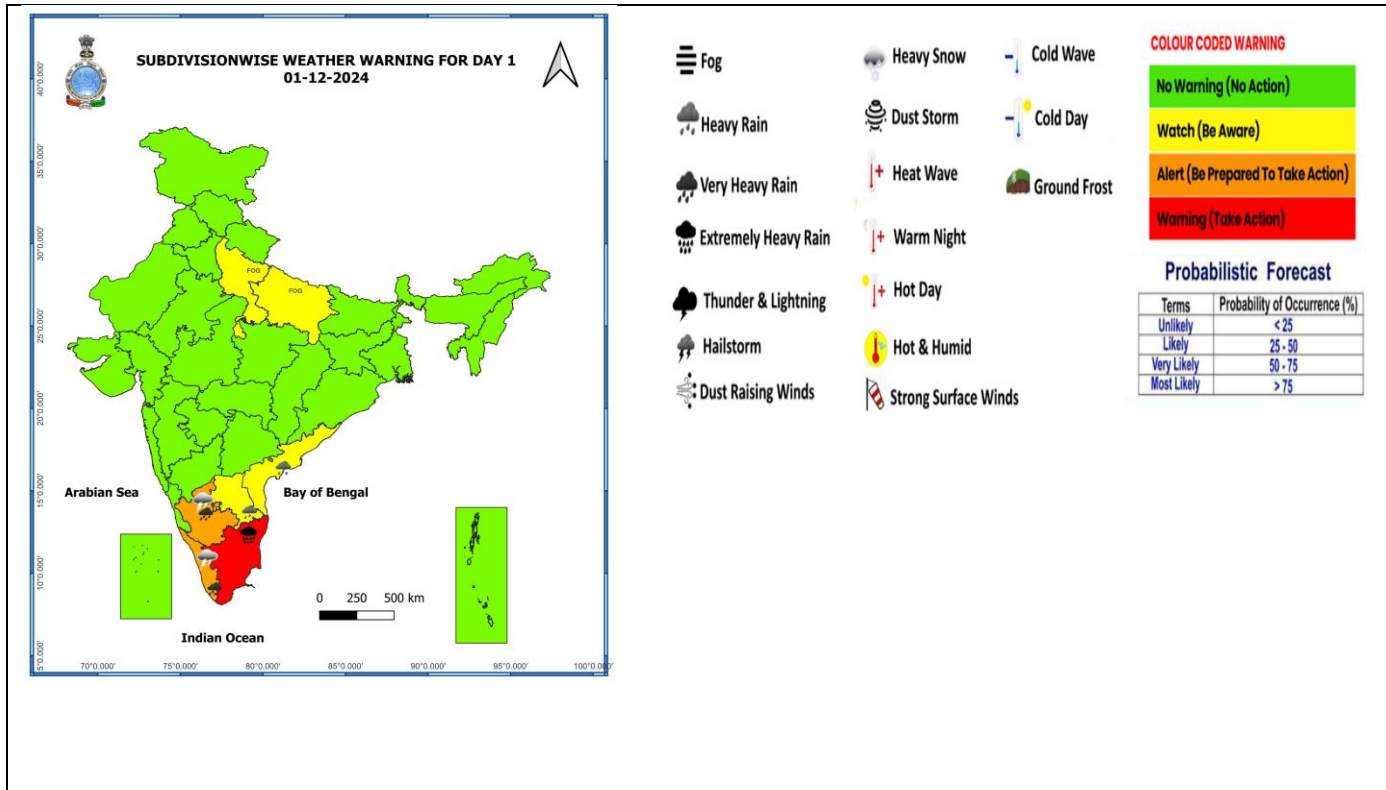 SUBDIVISIONWISE WEATHER WARNING FOR DAY 1
01-12-2024
40°0.000'
35°0.000'
30°0.000'
25°0.000'
20°0.000'
15°0.000'
10°0.000'
5°0.000'
FOG
FOG
Arabian Sea
Bay of Bengal
0 250 500 km
Indian Ocean
70°0.000' 75°0.000' 80°0.000' 85°0.000' 90°0.000' 95°0.000' 100°0.000'
Fog
Heavy Rain
Very Heavy Rain
Extremely Heavy Rain
Thunder & Lightning
Hailstorm
Dust Raising Winds
Heavy Snow
Dust Storm
Heat Wave
Warm Night
Hot Day
Hot & Humid
Strong Surface Winds
Cold Wave
Cold Day
Ground Frost
COLOUR CODED WARNING
No Warning (No Action)
Watch (Be Aware)
Alert (Be Prepared To Take Action)
Warning (Take Action)
Probabilistic Forecast
Terms Probability of Occurrence (%)
Unlikely < 25
Likely 25 - 50
Very Likely 50 - 75
Most Likely > 75